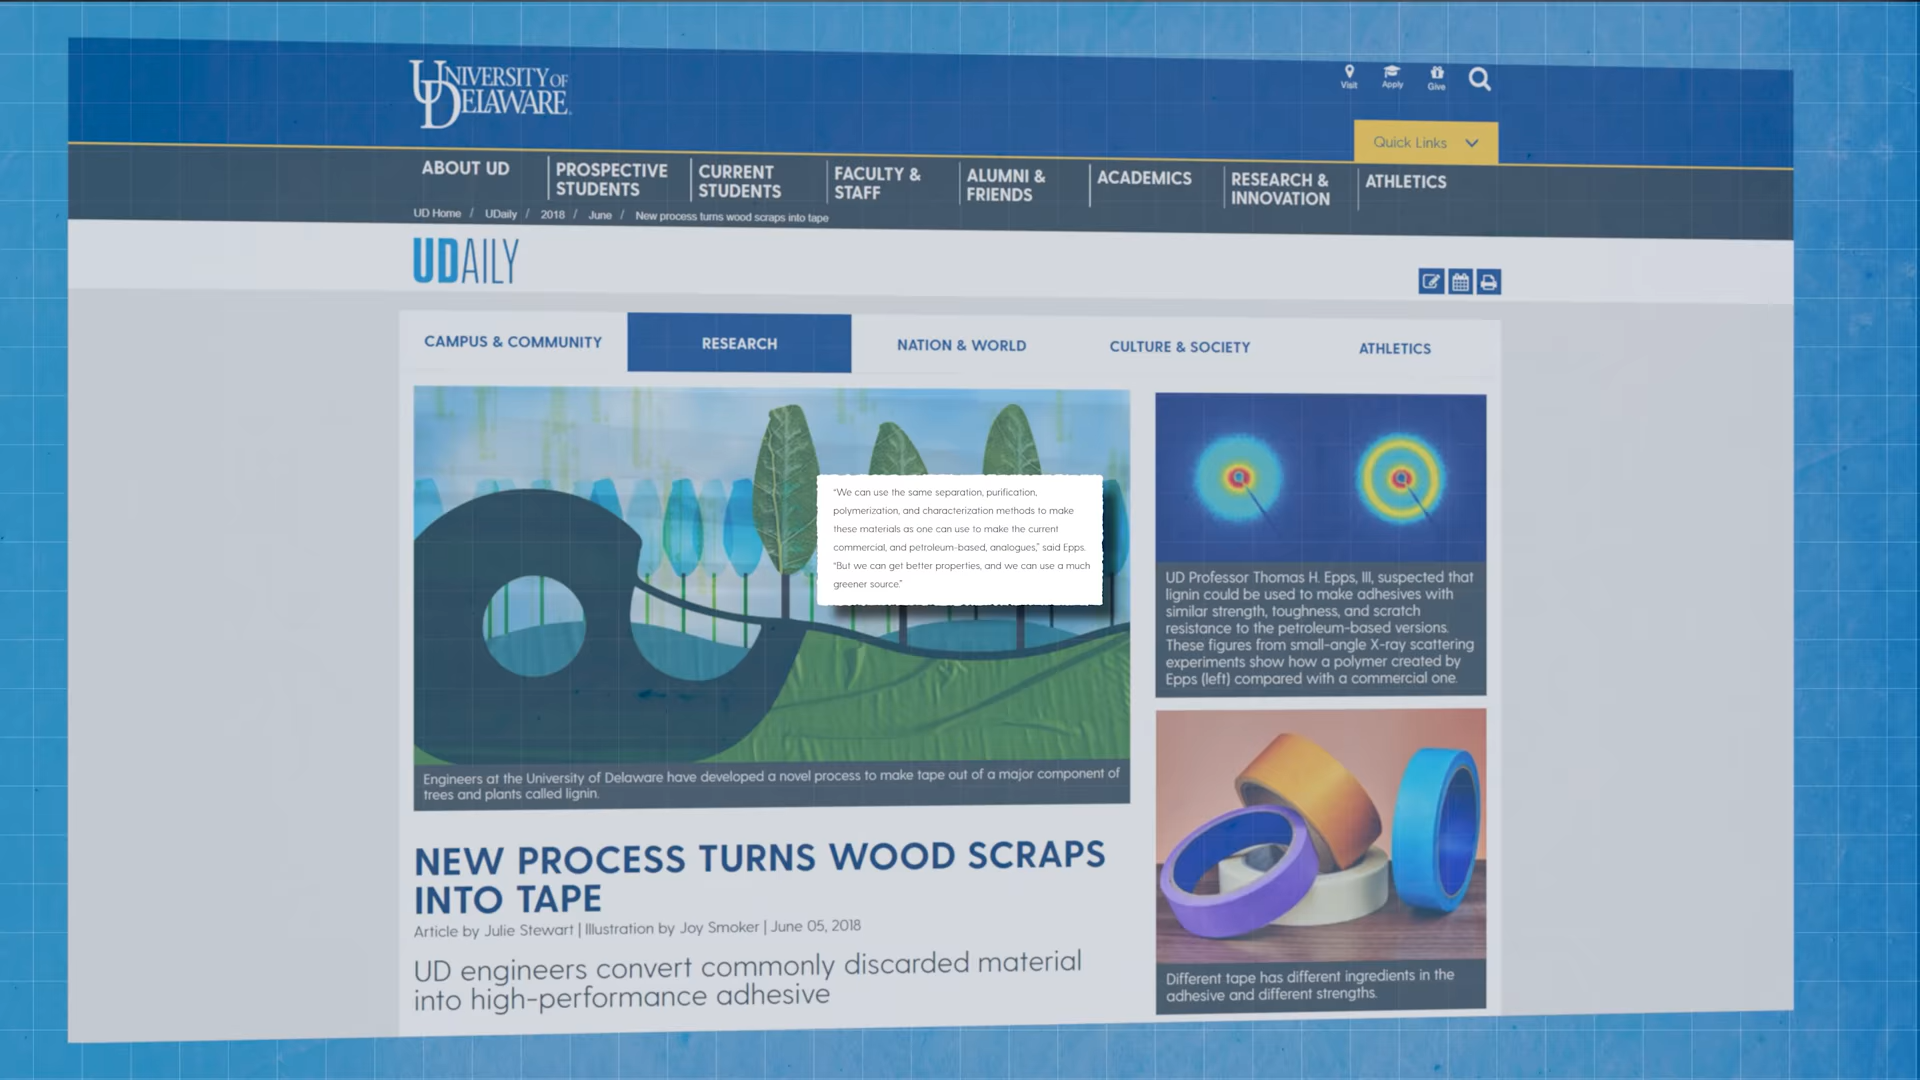 UNIVERSITY OF
DELAWARE
Visit
Apply
Give
Quick Links
ABOUT UD
PROSPECTIVE
STUDENTS
CURRENT
STUDENTS
FACULTY &
STAFF
ALUMNI &
FRIENDS
ACADEMICS
RESEARCH &
INNOVATION
ATHLETICS
UD Home / UDaily / 2018 / June / New process turns wood scraps into tape
UDAILY
CAMPUS & COMMUNITY
RESEARCH
NATION & WORLD
CULTURE & SOCIETY
ATHLETICS
“We can use the same separation, purification,
polymerization, and characterization methods to make
these materials as one can use to make the current
commercial, and petroleum-based, analogues,” said Epps.
“But we can get better properties, and we can use a much
greener source.”
UD Professor Thomas H. Epps, III, suspected that
lignin could be used to make adhesives with
similar strength, toughness, and scratch
resistance to the petroleum-based versions.
These figures from small-angle X-ray scattering
experiments show how a polymer created by
Epps (left) compared with a commercial one.
Engineers at the University of Delaware have developed a novel process to make tape out of a major component of
trees and plants called lignin.
NEW PROCESS TURNS WOOD SCRAPS
INTO TAPE
Article by Julie Stewart | Illustration by Joy Smoker | June 05, 2018
UD engineers convert commonly discarded material
into high-performance adhesive
Different tape has different ingredients in the
adhesive and different strengths.